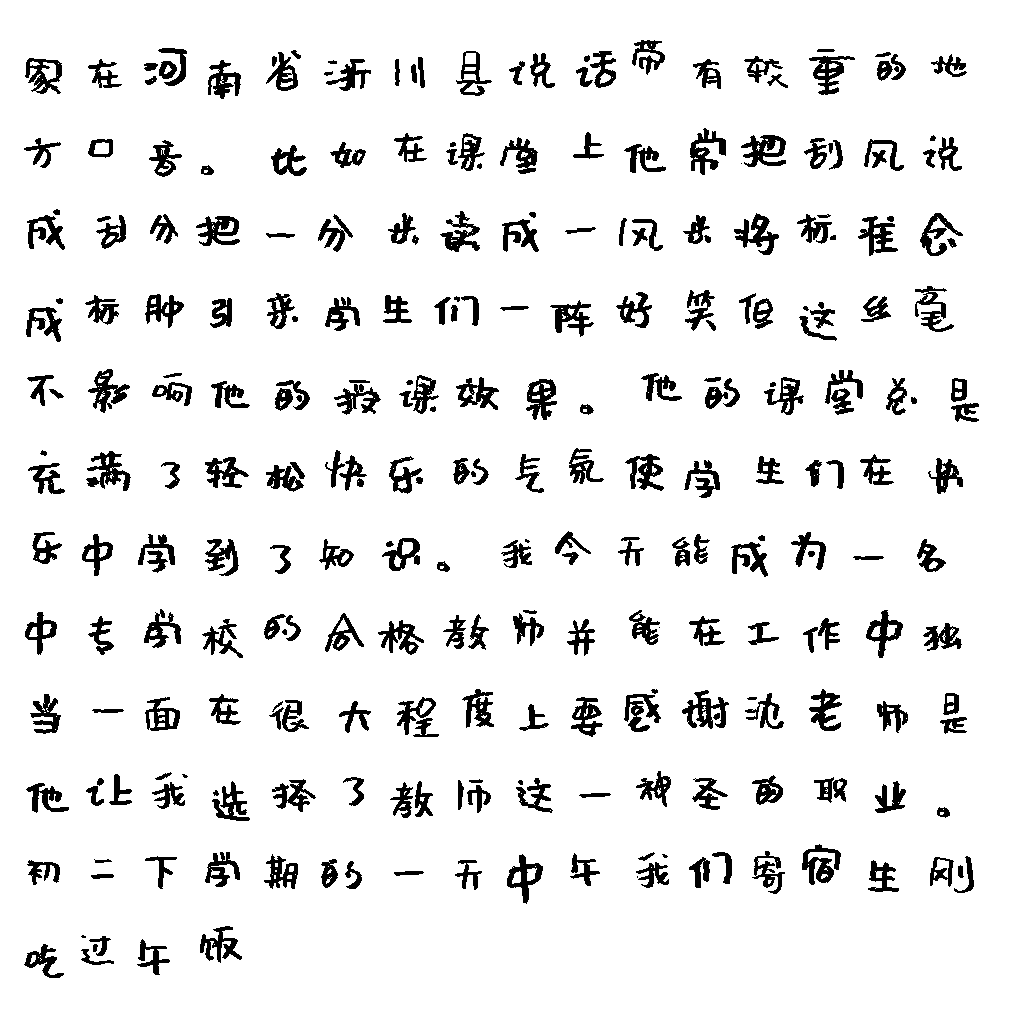 家在河南省淅川县说话带有较重的地
方口音。比如在课堂上他常把刮风说
成刮分把一分米读成一风米将标准念
成标肿引来学生们一阵好笑但这丝毫
不影响他的授课效果。他的课堂总是
充满了轻松快乐的气氛使学生们在快
乐中学到了知识。我今天能成为一名
中专学校的合格教师并能在工作中独
当一面在很大程度上要感谢沈老师是
他让我选择了教师这一神圣的职业。
初二下学期的一天中午我们寄宿生刚
吃过午饭